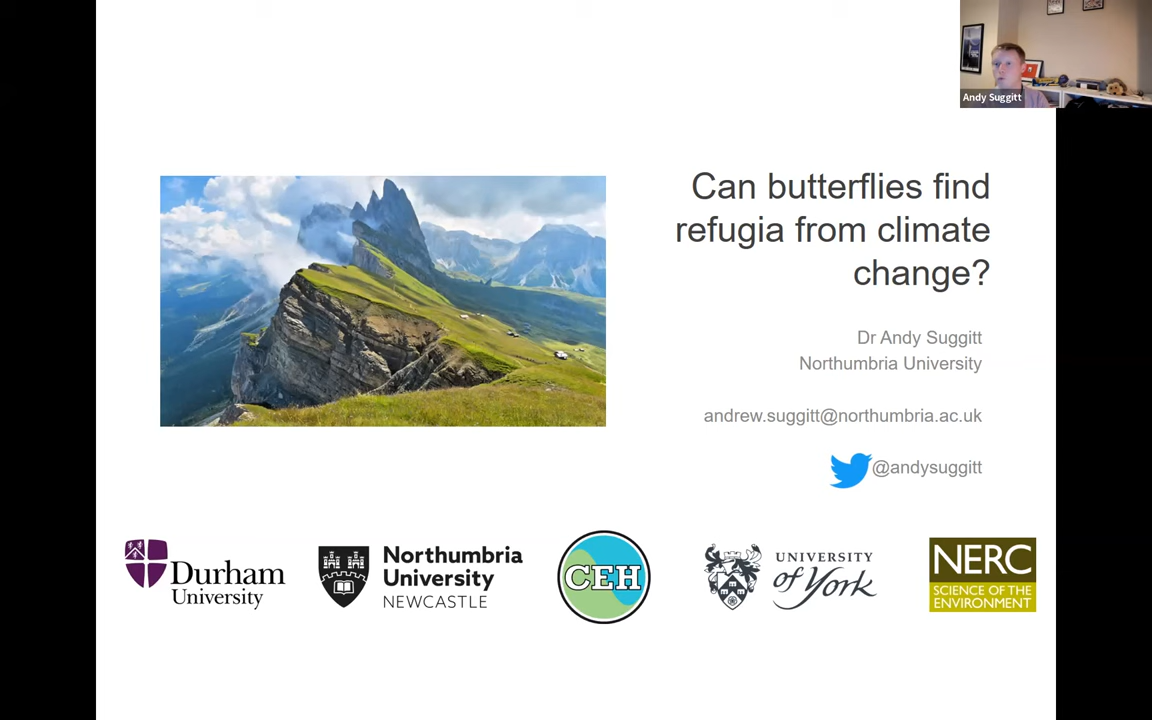 Andy Suggitt
Can butterflies find
refugia from climate
change?
Dr Andy Suggitt
Northumbria University
andrew.suggitt@northumbria.ac.uk
@andysuggitt
Durham
University
Northumbria
University
NEWCASTLE
CEH
UNIVERSITY
of York
NERC
SCIENCE OF THE
ENVIRONMENT